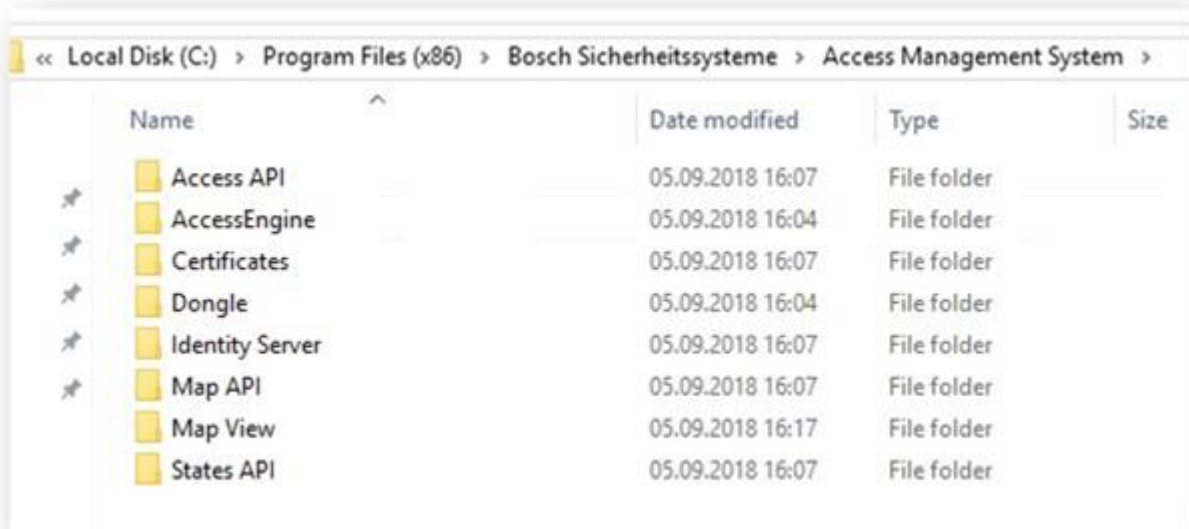 « Local Disk (C:) > Program Files (x86) > Bosch Sicherheitssysteme > Access Management System >
Name Date modified Type Size
Access API 05.09.2018 16:07 File folder
AccessEngine 05.09.2018 16:04 File folder
Certificates 05.09.2018 16:07 File folder
Dongle 05.09.2018 16:04 File folder
Identity Server 05.09.2018 16:07 File folder
Map API 05.09.2018 16:07 File folder
Map View 05.09.2018 16:17 File folder
States API 05.09.2018 16:07 File folder